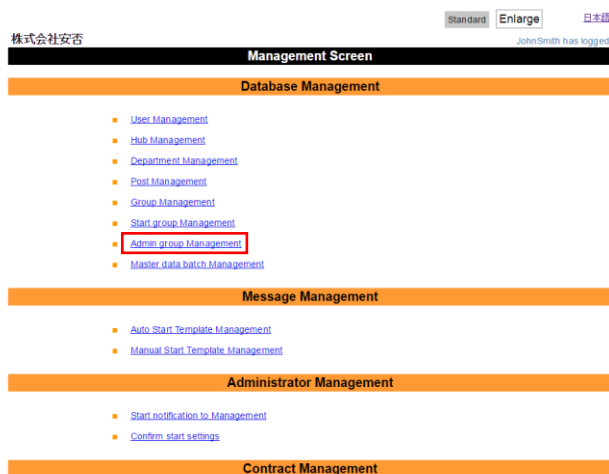 Standard Enlarge 日本語
株式会社安否
JohnSmith has logged
Management Screen
Database Management
User Management
Hub Management
Department Management
Post Management
Group Management
Start group Management
Admin group Management
Master data batch Management
Message Management
Auto Start Template Management
Manual Start Template Management
Administrator Management
Start notification to Management
Confirm start settings
Contract Management